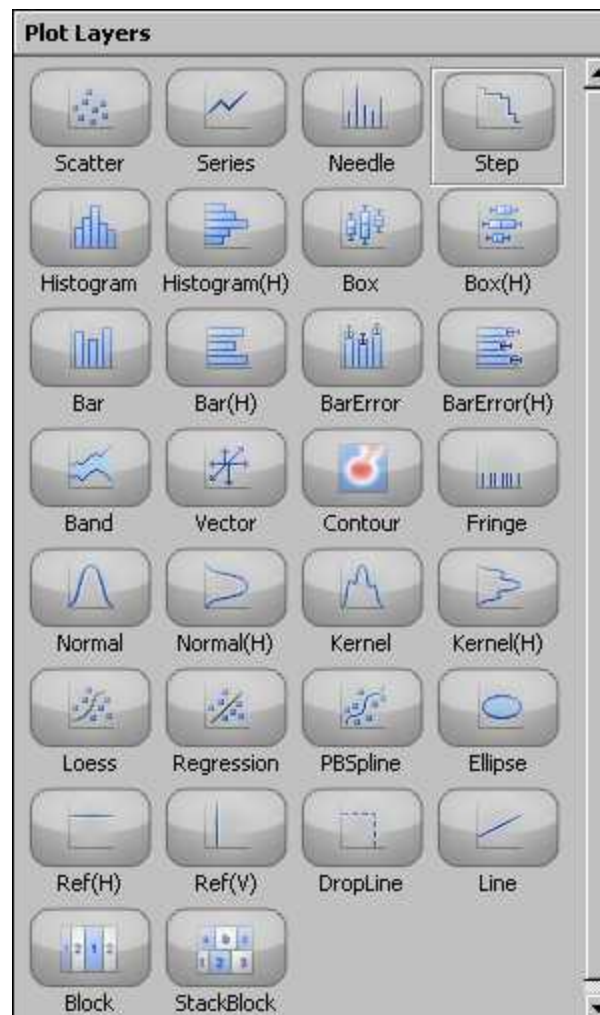 Plot Layers
Scatter Series Needle Step
Histogram Histogram(H) Box Box(H)
Bar Bar(H) BarError BarError(H)
Band Vector Contour Fringe
Normal Normal(H) Kernel Kernel(H)
Loess Regression PBSpline Ellipse
Ref(H) Ref(V) DropLine Line
Block StackBlock